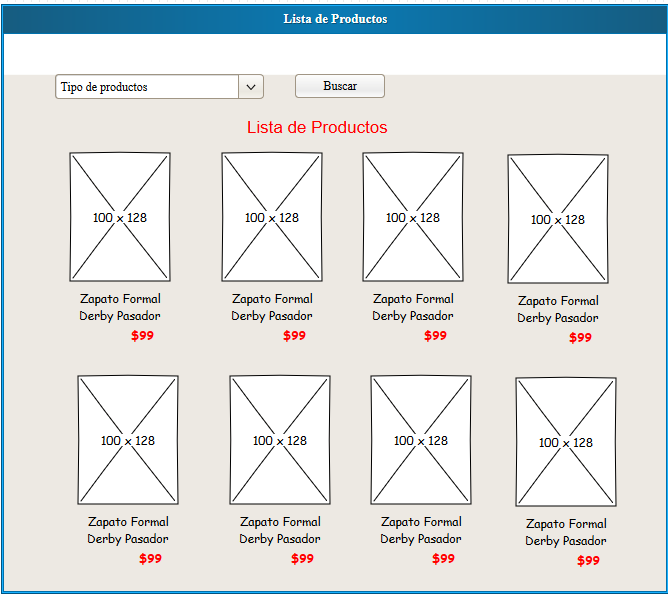 Lista de Productos
Tipo de productos
Buscar
Lista de Productos
100 x 128
100 x 128
100 x 128
100 x 128
Zapato Formal
Derby Pasador
$99
Zapato Formal
Derby Pasador
$99
Zapato Formal
Derby Pasador
$99
Zapato Formal
Derby Pasador
$99
100 x 128
100 x 128
100 x 128
100 x 128
Zapato Formal
Derby Pasador
$99
Zapato Formal
Derby Pasador
$99
Zapato Formal
Derby Pasador
$99
Zapato Formal
Derby Pasador
$99